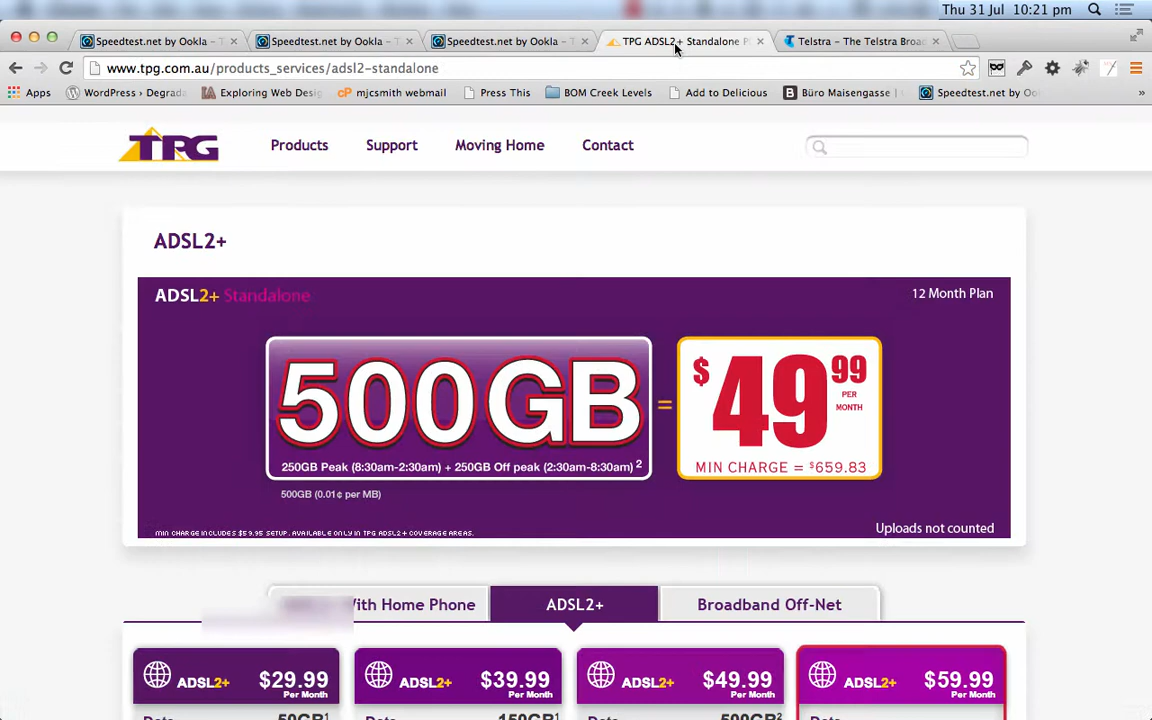 Thu 31 Jul 10:21 pm
Speedtest.net by Ookla – Speedtest.net by Ookla – Speedtest.net by Ookla – TPG ADSL2+ Standalone P Telstra – The Telstra Broa
www.tpg.com.au/products_services/adsl2-standalone
Apps WordPress › Degrada IA Exploring Web Desig cP mjcsmith webmail Press This BOM Creek Levels Add to Delicious B Büro Maisengasse | Speedtest.net by Ook »
TPG Products Support Moving Home Contact
ADSL2+
ADSL2+ Standalone 12 Month Plan
500GB = $49.99 PER MONTH
250GB Peak (8:30am-2:30am) + 250GB Off peak (2:30am-8:30am) 2 MIN CHARGE = $659.83
500GB (0.01¢ per MB)
MIN CHARGE INCLUDES $59.95 SETUP. AVAILABLE ONLY IN TPG ADSL2+ COVERAGE AREAS. Uploads not counted
With Home Phone ADSL2+ Broadband Off-Net
ADSL2+ $29.99 ADSL2+ $39.99 ADSL2+ $49.99 ADSL2+ $59.99
Per Month Per Month Per Month Per Month
Data 50GB1 Data 150GB1 Data 500GB2 Data